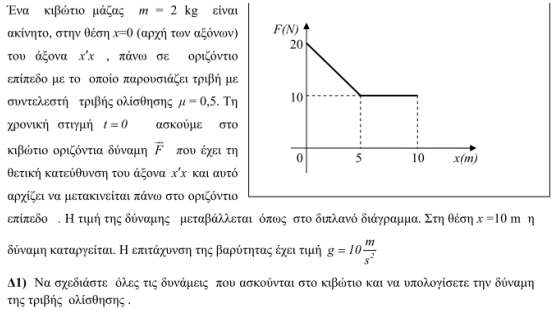 Ένα κιβώτιο μάζας m = 2 kg είναι
ακίνητο, στην θέση x=0 (αρχή των αξόνων)
του άξονα x'x , πάνω σε οριζόντιο
επίπεδο με το οποίο παρουσιάζει τριβή με
συντελεστή τριβής ολίσθησης μ = 0,5. Τη
χρονική στιγμή t = 0 ασκούμε στο
κιβώτιο οριζόντια δύναμη F⃗ που έχει τη
θετική κατεύθυνση του άξονα x'x και αυτό
αρχίζει να μετακινείται πάνω στο οριζόντιο
F(N)
20
10
0 5 10 x(m)
επίπεδο . Η τιμή της δύναμης μεταβάλλεται όπως στο διπλανό διάγραμμα. Στη θέση x =10 m η
δύναμη καταργείται. Η επιτάχυνση της βαρύτητας έχει τιμή g = 10 m/s²
Δ1) Να σχεδιάστε όλες τις δυνάμεις που ασκούνται στο κιβώτιο και να υπολογίσετε την δύναμη
της τριβής ολίσθησης .